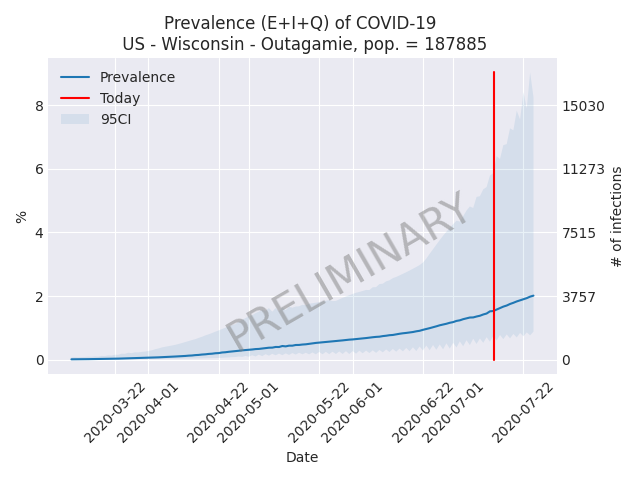 Prevalence (E+I+Q) of COVID-19
US - Wisconsin - Outagamie, pop. = 187885
Prevalence
Today
95CI
8
6
4
2
0
%
15030
11273
7515
3757
0
# of infections
PRELIMINARY
2020-03-22
2020-04-01
2020-04-22
2020-05-01
2020-05-22
2020-06-01
2020-06-22
2020-07-01
2020-07-22
Date